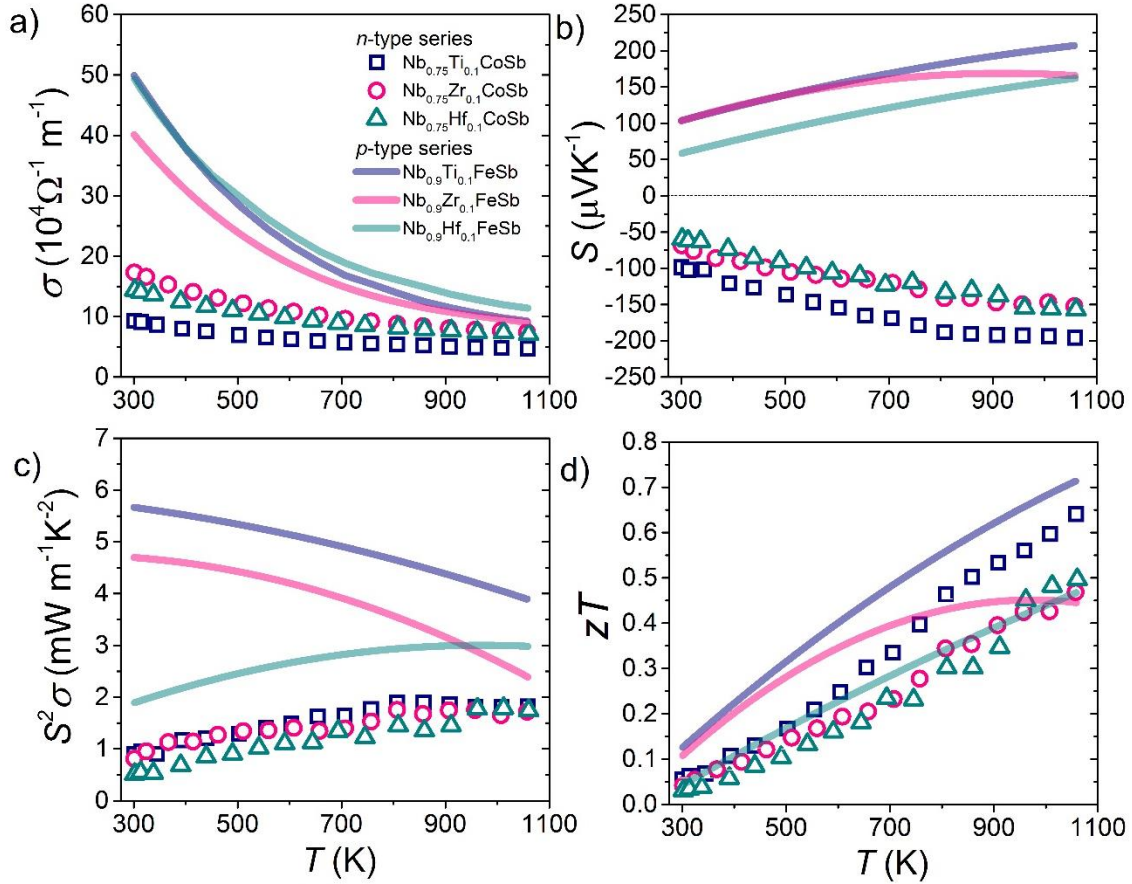 a)
σ (10⁴Ω⁻¹ m⁻¹)
60
50
40
30
20
10
0
n-type series
Nb₀.₇₅Ti₀.₁CoSb
Nb₀.₇₅Zr₀.₁CoSb
Nb₀.₇₅Hf₀.₁CoSb
p-type series
Nb₀.₉Ti₀.₁FeSb
Nb₀.₉Zr₀.₁FeSb
Nb₀.₉Hf₀.₁FeSb
300 500 700 900 1100
b)
S (μVK⁻¹)
250
200
150
100
50
0
-50
-100
-150
-200
-250
300 500 700 900 1100
c)
S²σ (mW m⁻¹K⁻²)
7
6
5
4
3
2
1
0
300 500 700 900 1100
T (K)
d)
zT
0.8
0.7
0.6
0.5
0.4
0.3
0.2
0.1
0.0
300 500 700 900 1100
T (K)